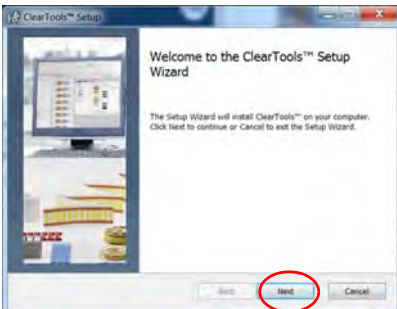 ClearTools™ Setup
Welcome to the ClearTools™ Setup
Wizard
The Setup Wizard will install ClearTools™ on your computer.
Click Next to continue or Cancel to exit the Setup Wizard.
Back Next Cancel